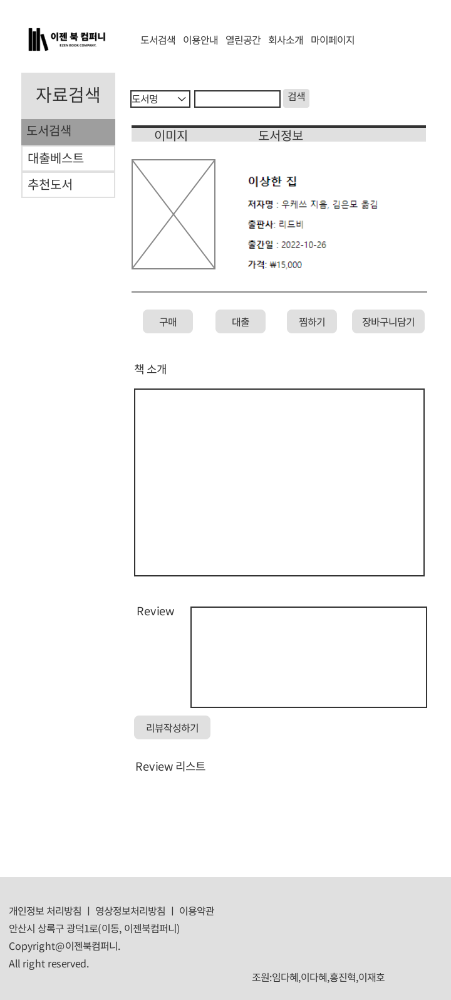 이젠 북 컴퍼니
EZEN BOOK COMPANY.
도서검색 이용안내 열린공간 회사소개 마이페이지
자료검색
도서검색
대출베스트
추천도서
도서명
검색
이미지 도서정보
이상한 집
저자명 : 우케쓰 지음, 김은모 옮김
출판사: 리드비
출간일 : 2022-10-26
가격: ₩15,000
구매 대출 찜하기 장바구니담기
책 소개
Review
리뷰작성하기
Review 리스트
개인정보 처리방침 ㅣ 영상정보처리방침 ㅣ 이용약관
안산시 상록구 광덕1로(이동, 이젠북컴퍼니)
Copyright@이젠북컴퍼니.
All right reserved.
조원:임다혜,이다혜,홍진혁,이재호